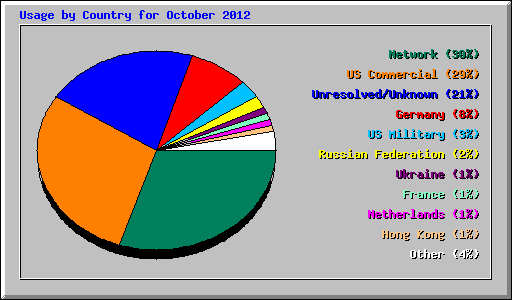 Usage by Country for October 2012
Network (30%)
US Commercial (29%)
Unresolved/Unknown (21%)
Germany (8%)
US Military (3%)
Russian Federation (2%)
Ukraine (1%)
France (1%)
Netherlands (1%)
Hong Kong (1%)
Other (4%)